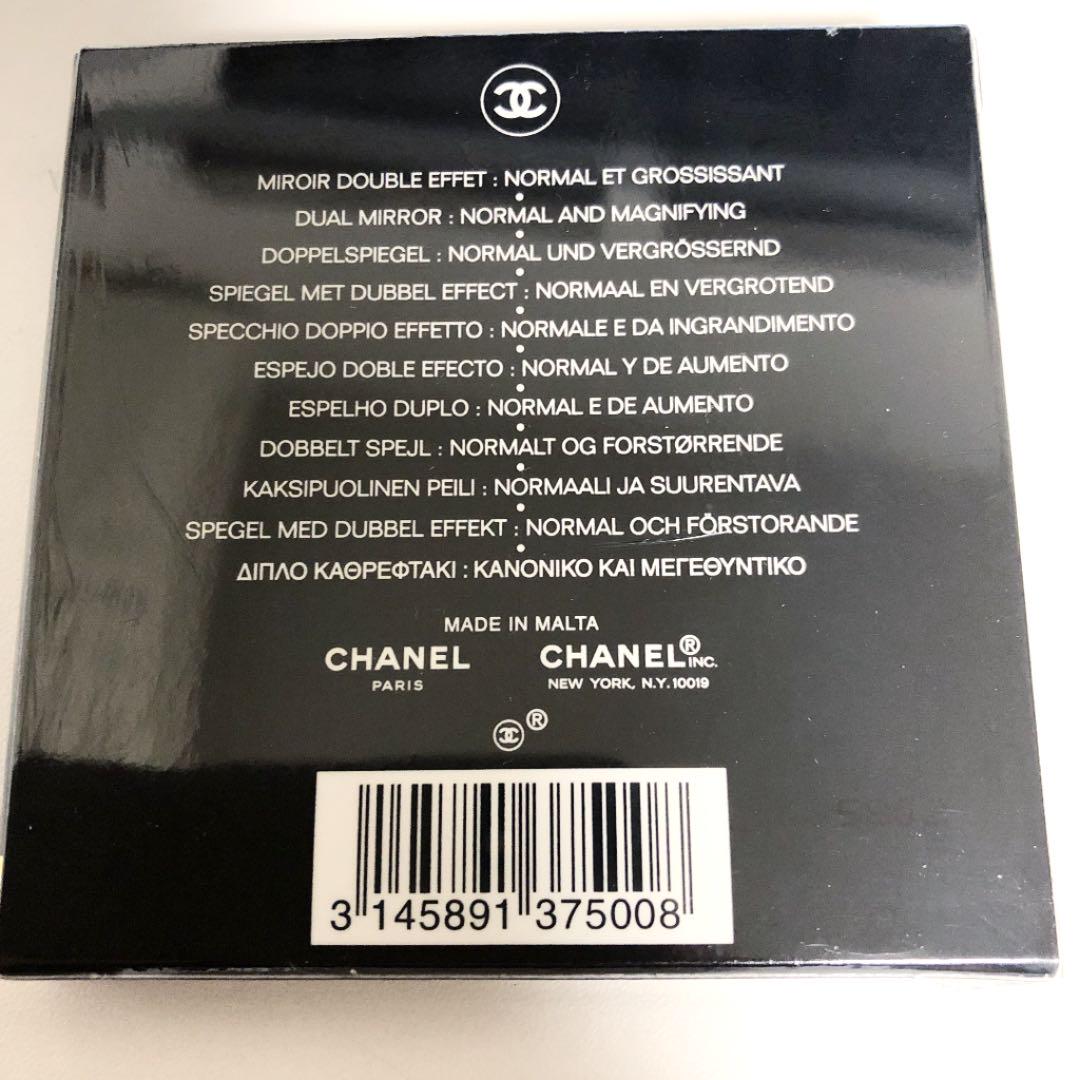 MIROIR DOUBLE EFFET : NORMAL ET GROSSISSANT
DUAL MIRROR : NORMAL AND MAGNIFYING
DOPPELSPIEGEL : NORMAL UND VERGRÖSSERND
SPIEGEL MET DUBBEL EFFECT : NORMAAL EN VERGROTEND
SPECCHIO DOPPIO EFFETTO : NORMALE E DA INGRANDIMENTO
ESPEJO DOBLE EFECTO : NORMAL Y DE AUMENTO
ESPELHO DUPLO : NORMAL E DE AUMENTO
DOBBELT SPEJL : NORMALT OG FORSTØRRENDE
KAKSIPUOLINEN PEILI : NORMAALI JA SUURENTAVA
SPEGEL MED DUBBEL EFFEKT : NORMAL OCH FÖRSTORANDE
ΔΙΠΛΟ ΚΑΘΡΕΦΤΑΚΙ : ΚΑΝΟΝΙΚΟ ΚΑΙ ΜΕΓΕΘΥΝΤΙΚΟ
MADE IN MALTA
CHANEL CHANEL® INC.
PARIS NEW YORK, N.Y. 10019
®
3 145891 375008